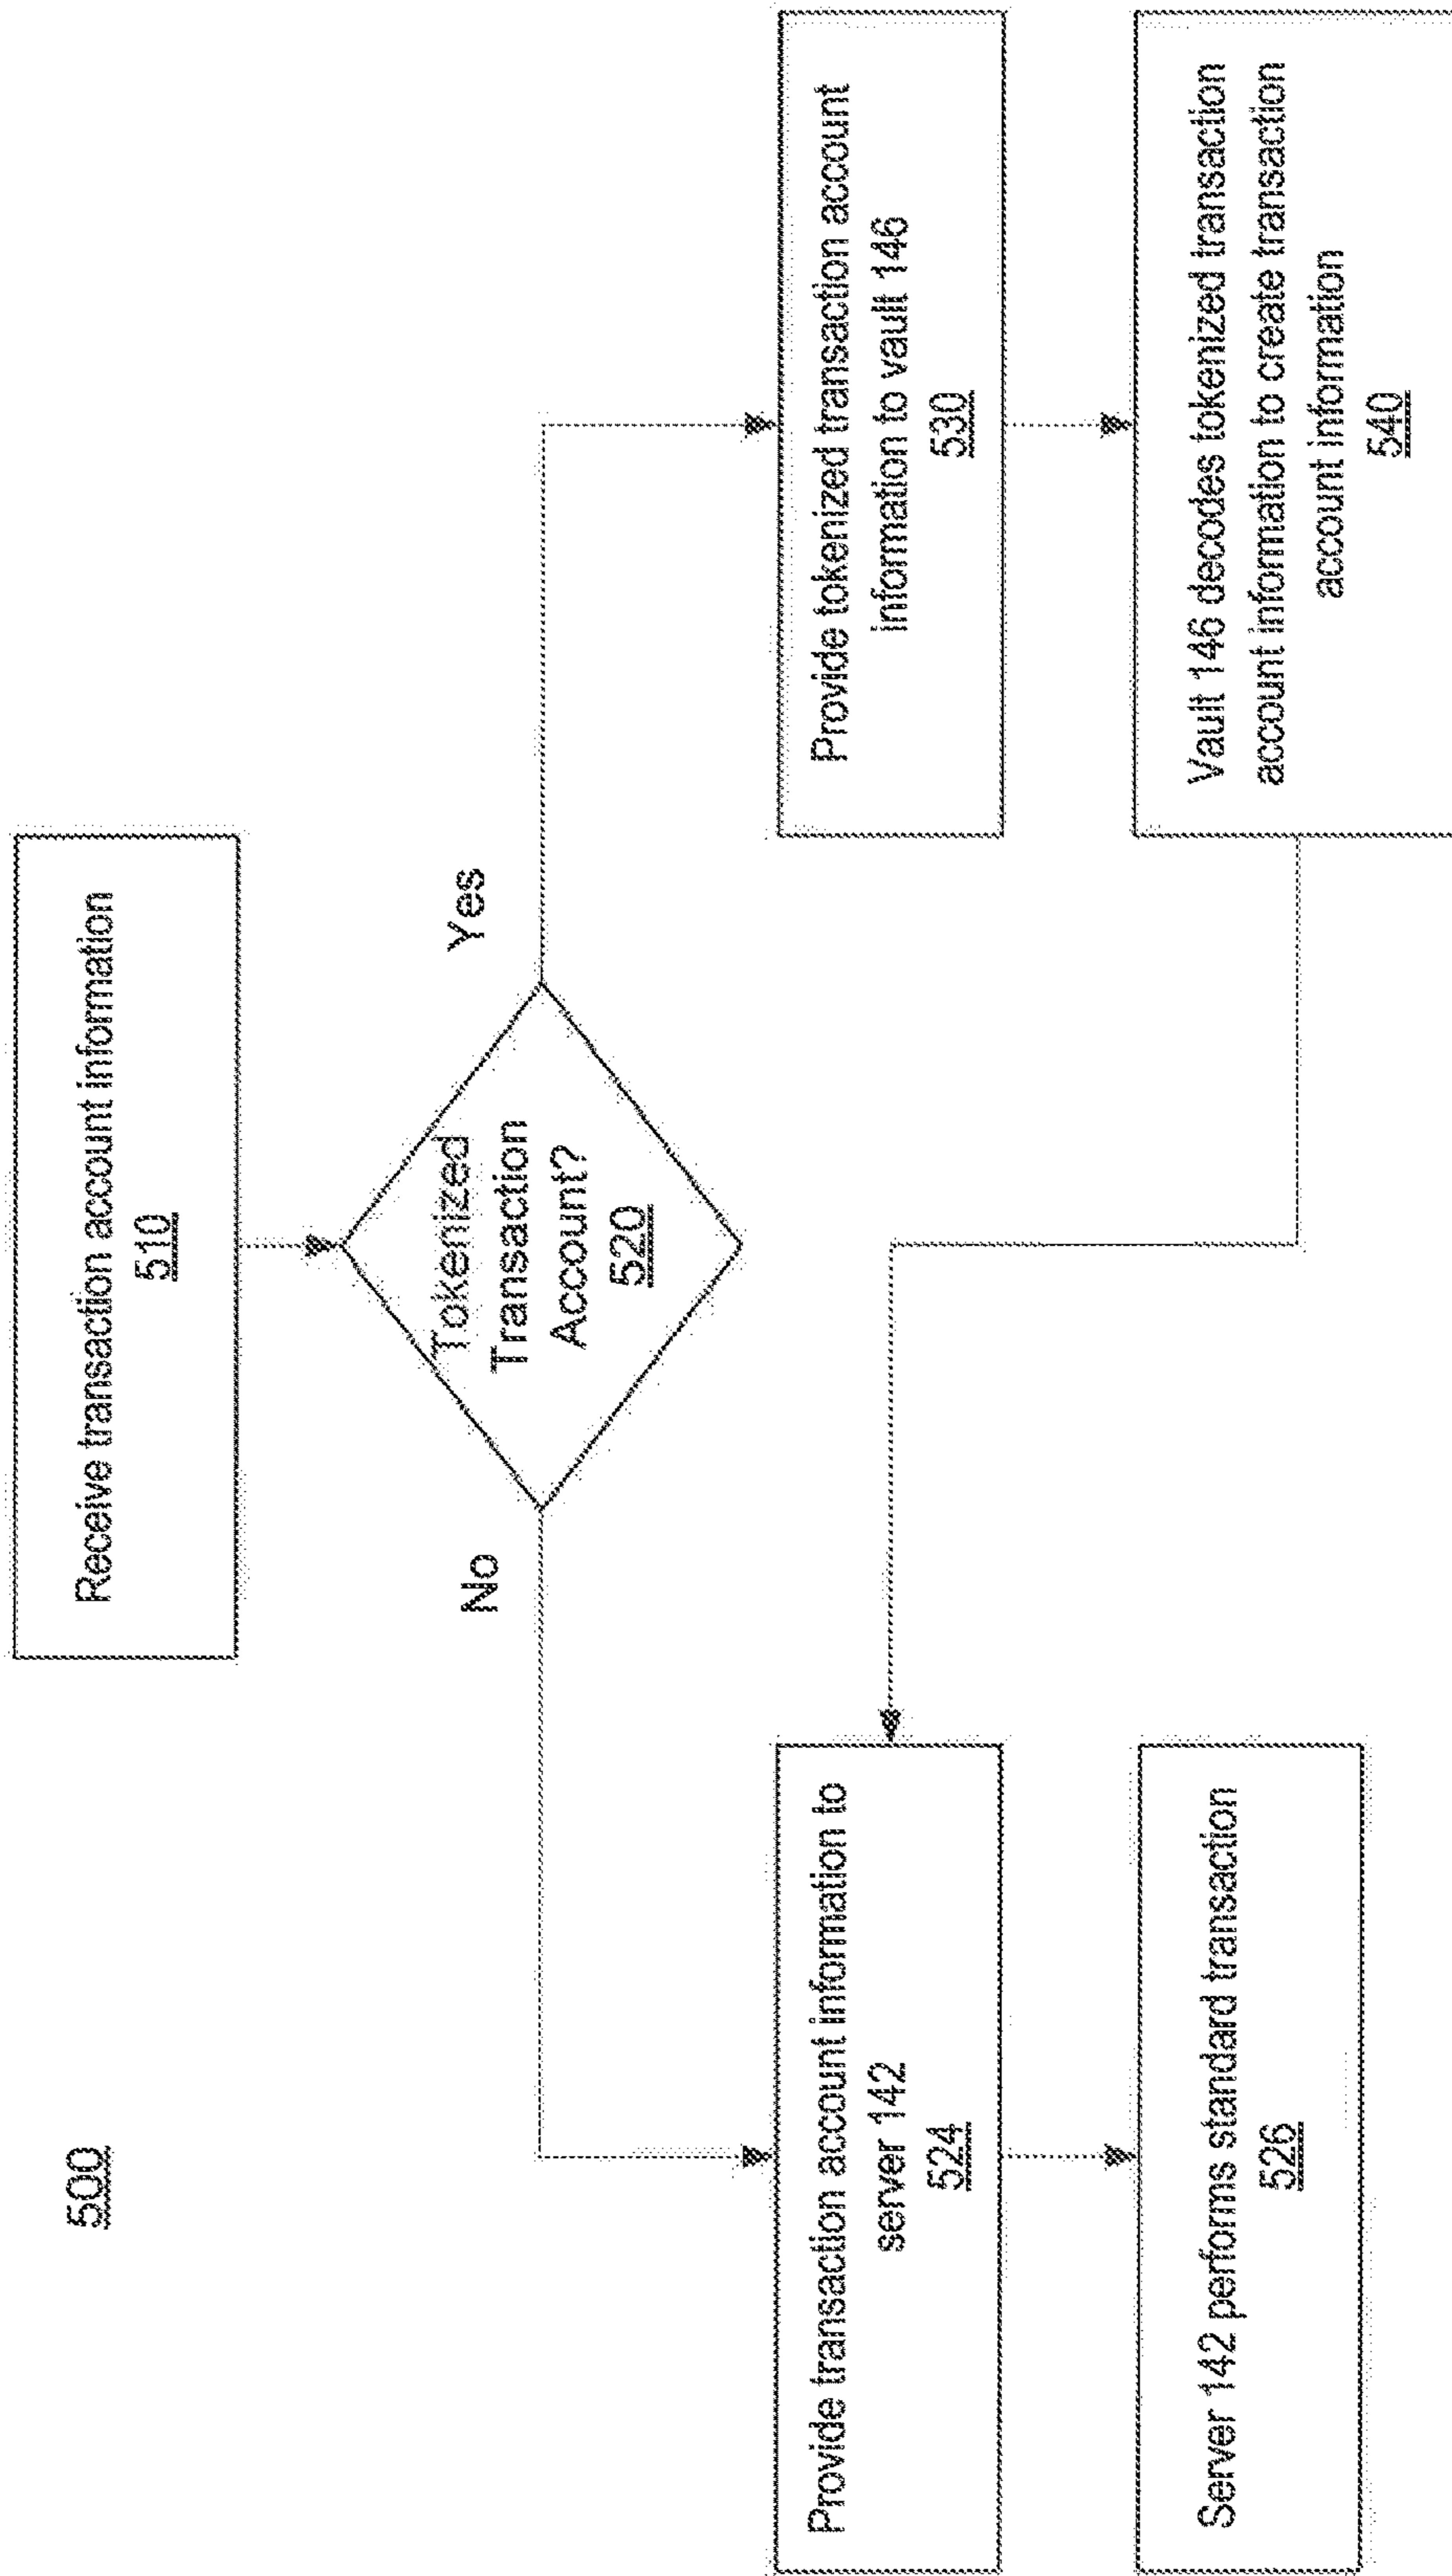 500
Receive transaction account information
510
Tokenized
Transaction
Account?
520
No
Yes
Provide transaction account information to
server 142
524
Provide tokenized transaction account
information to vault 146
530
Server 142 performs standard transaction
526
Vault 146 decodes tokenized transaction
account information to create transaction
account information
540